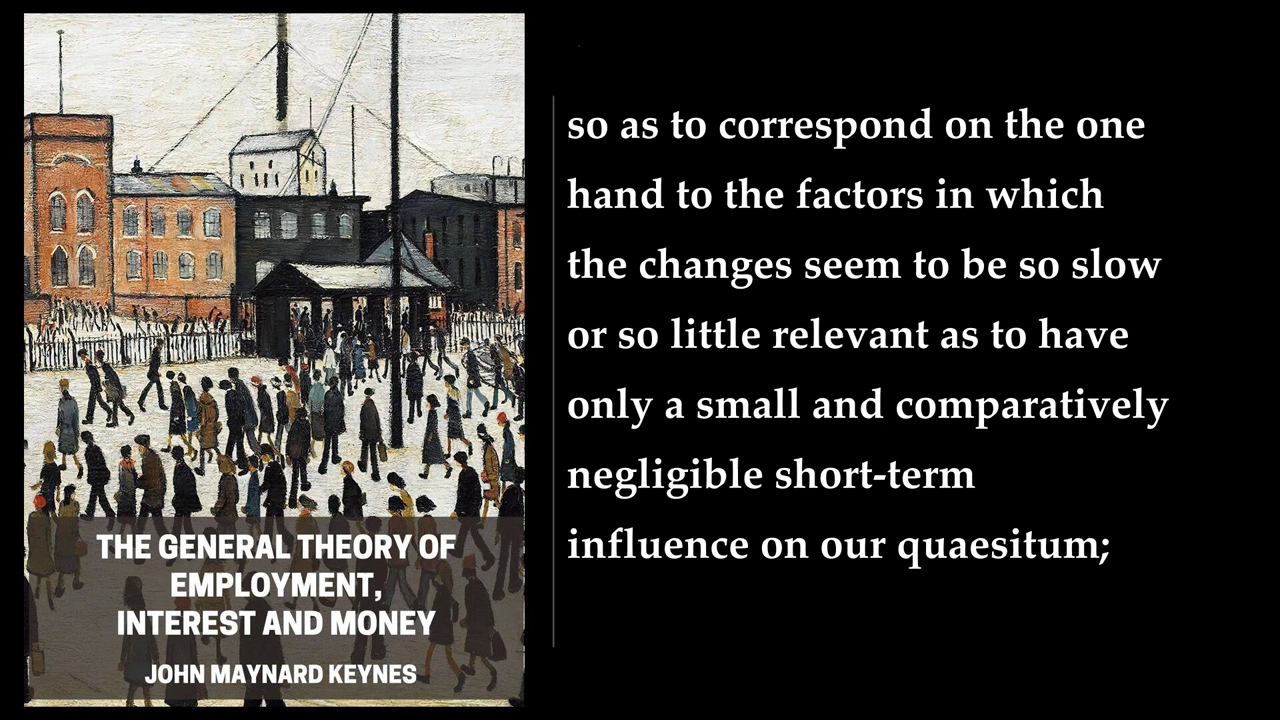 THE GENERAL THEORY OF
EMPLOYMENT,
INTEREST AND MONEY
JOHN MAYNARD KEYNES
so as to correspond on the one
hand to the factors in which
the changes seem to be so slow
or so little relevant as to have
only a small and comparatively
negligible short-term
influence on our quaesitum;